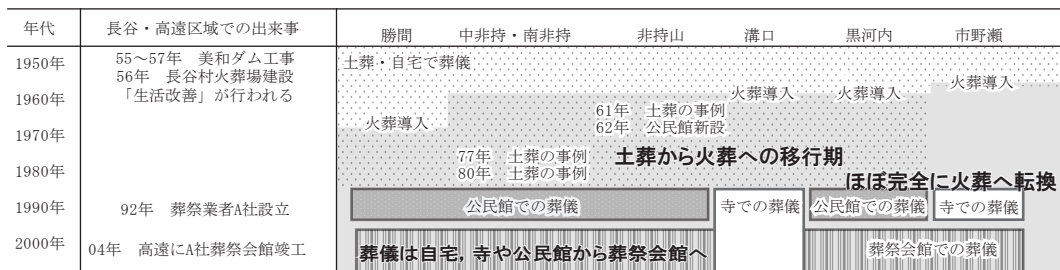 年代　長谷・高遠区域での出来事　勝間　中非持・南非持　非持山　溝口　黒河内　市野瀬
1950年　55～57年　美和ダム工事　土葬・自宅で葬儀
56年　長谷村火葬場建設
火葬導入
1960年　「生活改善」が行われる　火葬導入　火葬導入
61年　土葬の事例
火葬導入　62年　公民館新設
1970年
77年　土葬の事例　土葬から火葬への移行期
1980年　80年　土葬の事例
ほぼ完全に火葬へ転換
1990年　92年　葬祭業者A社設立　公民館での葬儀　寺での葬儀　公民館での葬儀　寺での葬儀
2000年　04年　高遠にA社葬祭会館竣工　葬儀は自宅，寺や公民館から葬祭会館へ　葬祭会館での葬儀